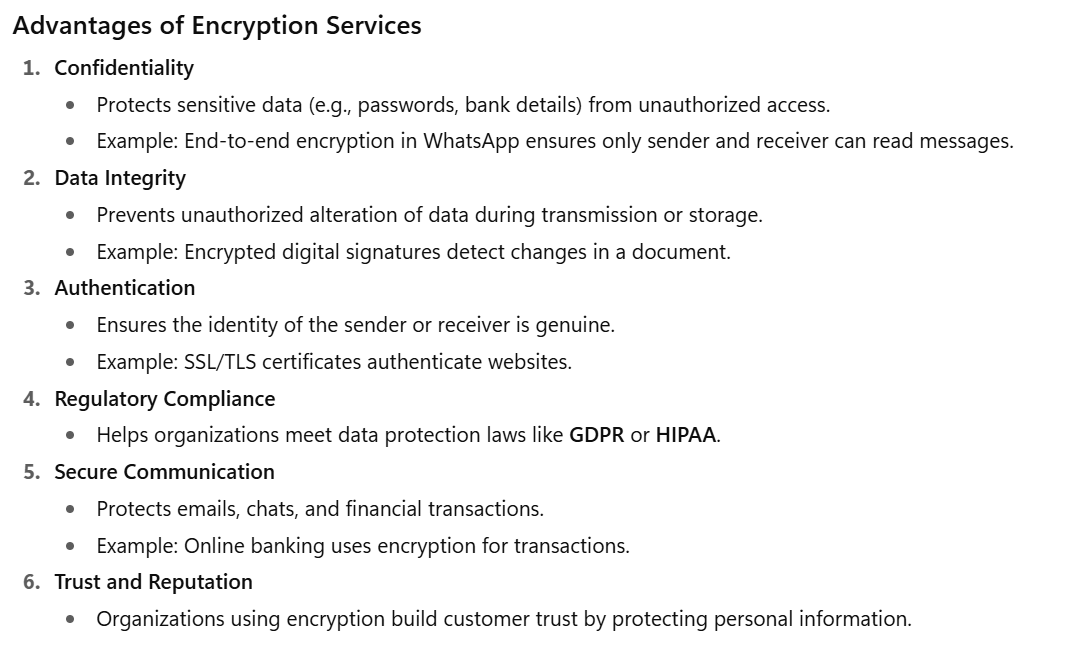 Advantages of Encryption Services
1. Confidentiality
• Protects sensitive data (e.g., passwords, bank details) from unauthorized access.
• Example: End-to-end encryption in WhatsApp ensures only sender and receiver can read messages.
2. Data Integrity
• Prevents unauthorized alteration of data during transmission or storage.
• Example: Encrypted digital signatures detect changes in a document.
3. Authentication
• Ensures the identity of the sender or receiver is genuine.
• Example: SSL/TLS certificates authenticate websites.
4. Regulatory Compliance
• Helps organizations meet data protection laws like GDPR or HIPAA.
5. Secure Communication
• Protects emails, chats, and financial transactions.
• Example: Online banking uses encryption for transactions.
6. Trust and Reputation
• Organizations using encryption build customer trust by protecting personal information.